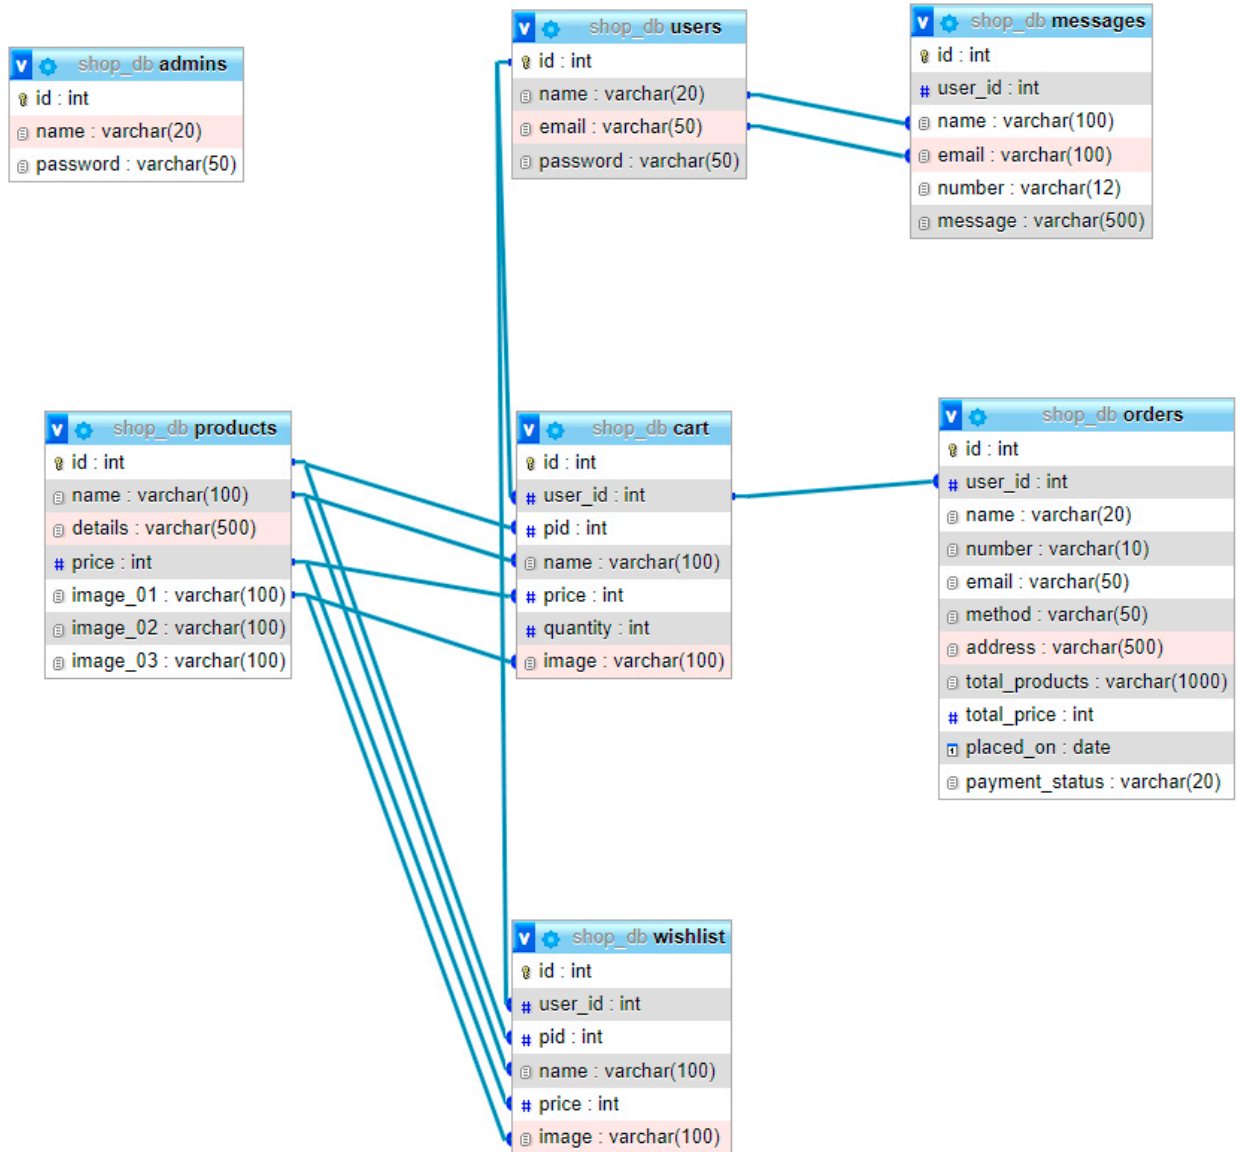 v shop_db admins
id : int
name : varchar(20)
password : varchar(50)
v shop_db users
id : int
name : varchar(20)
email : varchar(50)
password : varchar(50)
v shop_db messages
id : int
# user_id : int
name : varchar(100)
email : varchar(100)
number : varchar(12)
message : varchar(500)
v shop_db products
id : int
name : varchar(100)
details : varchar(500)
# price : int
image_01 : varchar(100)
image_02 : varchar(100)
image_03 : varchar(100)
v shop_db cart
id : int
# user_id : int
# pid : int
name : varchar(100)
# price : int
# quantity : int
image : varchar(100)
v shop_db orders
id : int
# user_id : int
name : varchar(20)
number : varchar(10)
email : varchar(50)
method : varchar(50)
address : varchar(500)
total_products : varchar(1000)
# total_price : int
placed_on : date
payment_status : varchar(20)
v shop_db wishlist
id : int
# user_id : int
# pid : int
name : varchar(100)
# price : int
image : varchar(100)